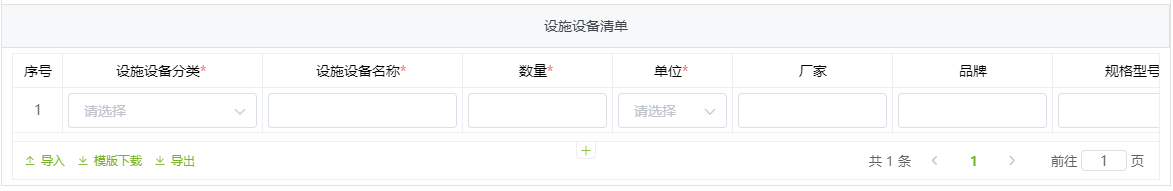 设施设备清单
序号 设施设备分类* 设施设备名称* 数量* 单位* 厂家 品牌 规格型号
1 请选择 请选择
导入 模版下载 导出 + 共 1 条 1 前往 1 页